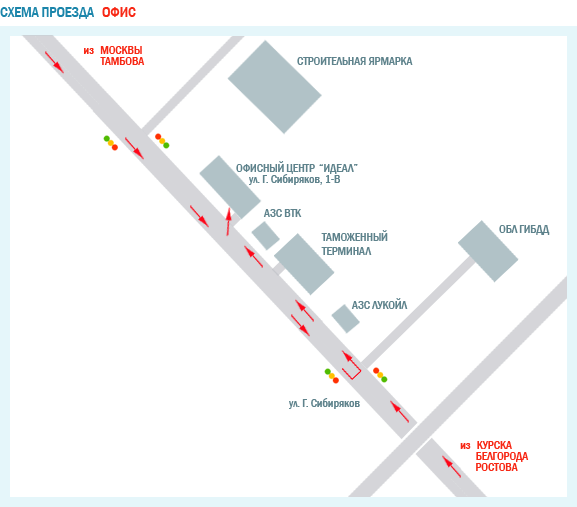 СХЕМА ПРОЕЗДА ОФИС
из МОСКВЫ
ТАМБОВА
СТРОИТЕЛЬНАЯ ЯРМАРКА
ОФИСНЫЙ ЦЕНТР "ИДЕАЛ"
ул. Г. Сибиряков, 1-В
АЗС ВТК
ТАМОЖЕННЫЙ
ТЕРМИНАЛ
ОБЛ ГИБДД
АЗС ЛУКОЙЛ
ул. Г. Сибиряков
из КУРСКА
БЕЛГОРОДА
РОСТОВА